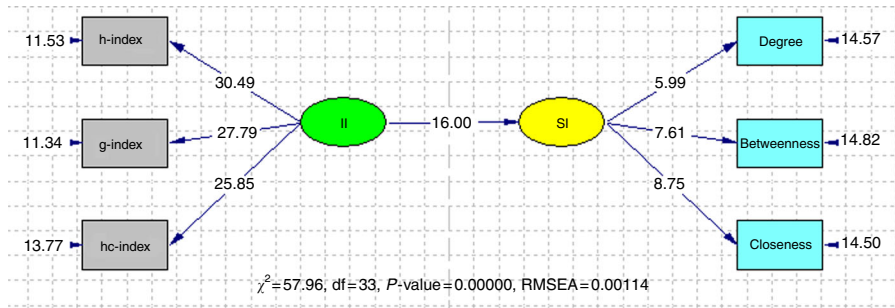 11.53 h-index Degree 14.57
30.49 5.99
11.34 g-index 27.79 II 16.00 SI 7.61 Betweenness 14.82
25.85 8.75
13.77 hc-index Closeness 14.50
χ²=57.96, df=33, P-value=0.00000, RMSEA=0.00114